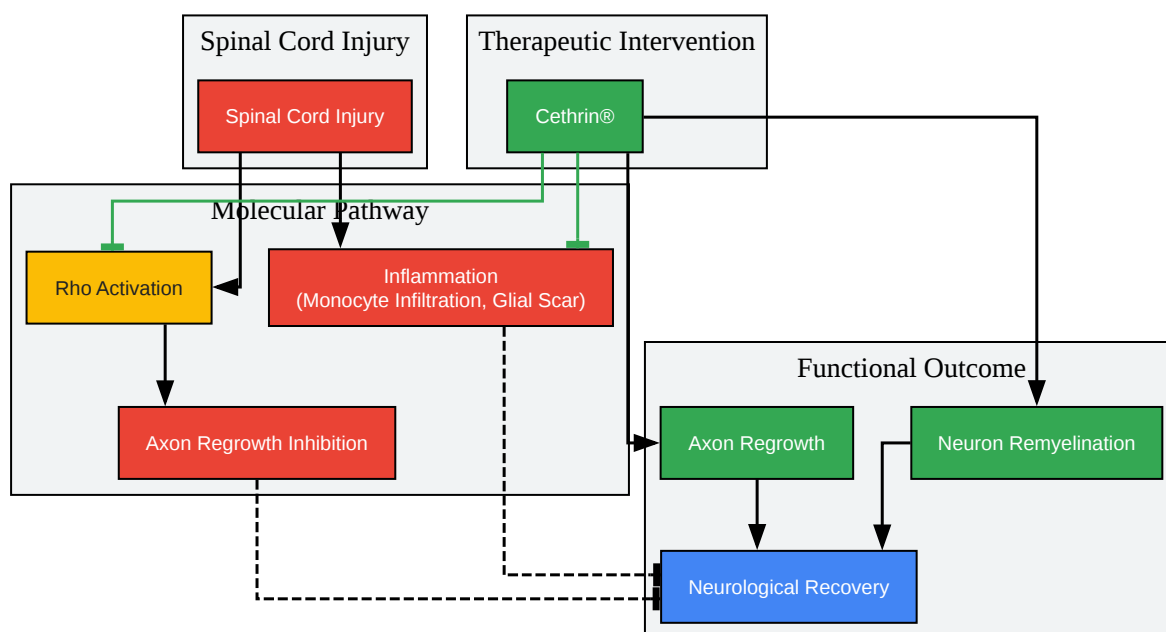 Spinal Cord Injury
Therapeutic Intervention
Spinal Cord Injury
Cethrin®
Molecular Pathway
Rho Activation
Inflammation
(Monocyte Infiltration, Glial Scar)
Functional Outcome
Axon Regrowth Inhibition
Axon Regrowth
Neuron Remyelination
Neurological Recovery